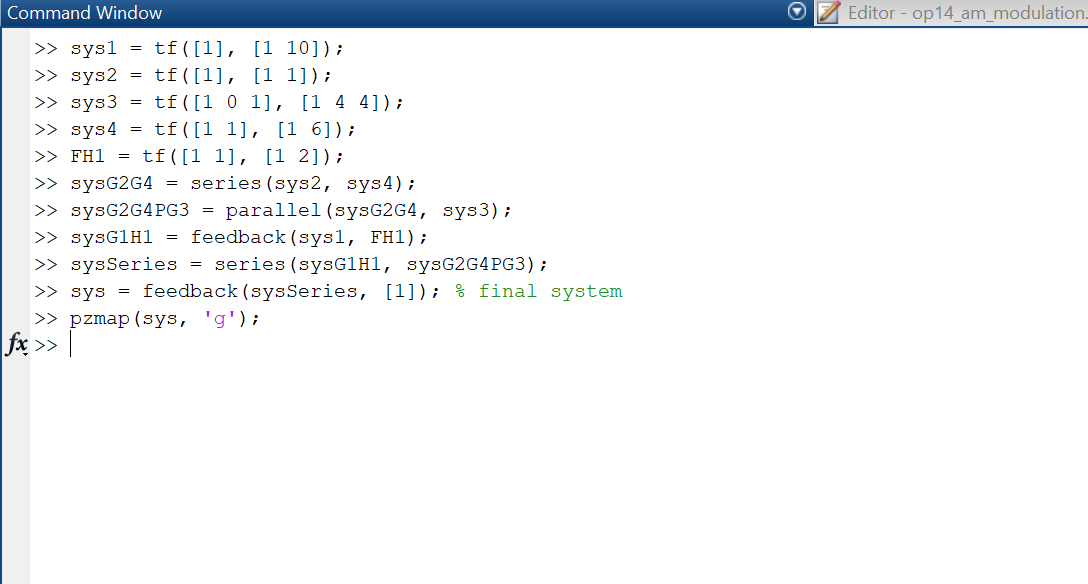 Command Window
Editor - op14_am_modulation.
>> sys1 = tf([1], [1 10]);
>> sys2 = tf([1], [1 1]);
>> sys3 = tf([1 0 1], [1 4 4]);
>> sys4 = tf([1 1], [1 6]);
>> FH1 = tf([1 1], [1 2]);
>> sysG2G4 = series(sys2, sys4);
>> sysG2G4PG3 = parallel(sysG2G4, sys3);
>> sysG1H1 = feedback(sys1, FH1);
>> sysSeries = series(sysG1H1, sysG2G4PG3);
>> sys = feedback(sysSeries, [1]); % final system
>> pzmap(sys, 'g');
fx >>